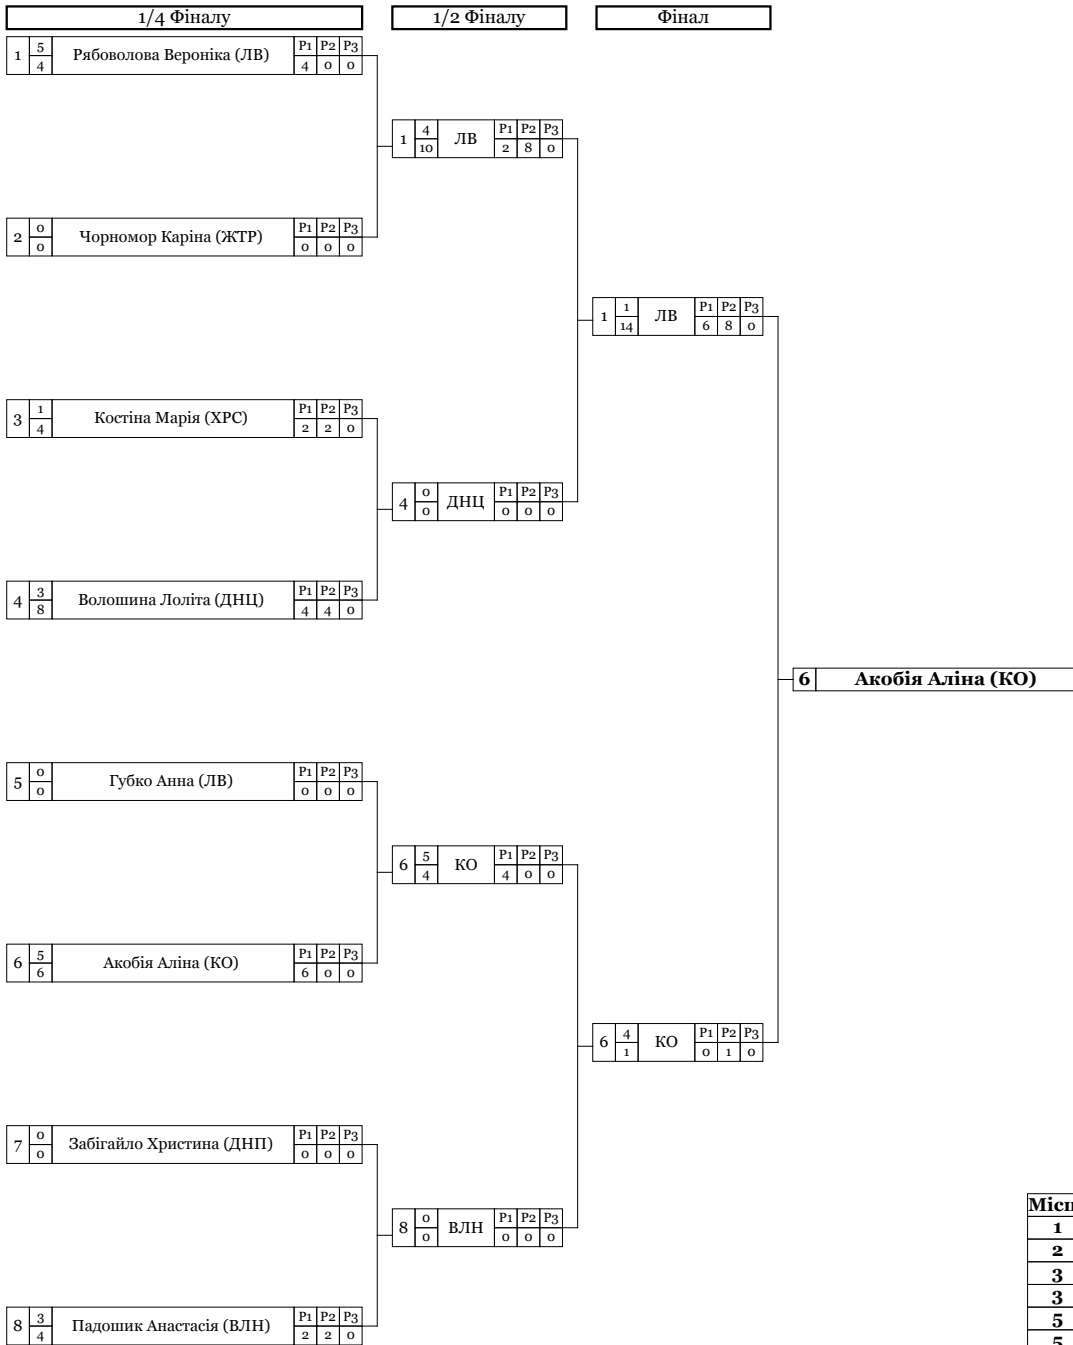 1/4 Фіналу 1/2 Фіналу Фінал
1 5 4 Рябоволова Вероніка (ЛВ) P1 P2 P3 4 0 0
1 4 10 ЛВ P1 P2 P3 2 8 0
2 0 0 Чорномор Каріна (ЖТР) P1 P2 P3 0 0 0
1 1 14 ЛВ P1 P2 P3 6 8 0
3 1 4 Костіна Марія (ХРС) P1 P2 P3 2 2 0
4 0 0 ДНЦ P1 P2 P3 0 0 0
4 3 8 Волошина Лоліта (ДНЦ) P1 P2 P3 4 4 0
6 Акобія Аліна (КО)
5 0 0 Губко Анна (ЛВ) P1 P2 P3 0 0 0
6 5 4 КО P1 P2 P3 4 0 0
6 5 6 Акобія Аліна (КО) P1 P2 P3 6 0 0
6 4 1 КО P1 P2 P3 0 1 0
7 0 0 Забігайло Христина (ДНП) P1 P2 P3 0 0 0
8 0 0 ВЛН P1 P2 P3 0 0 0
8 3 4 Падошик Анастасія (ВЛН) P1 P2 P3 2 2 0
1
2
3
3
5
5